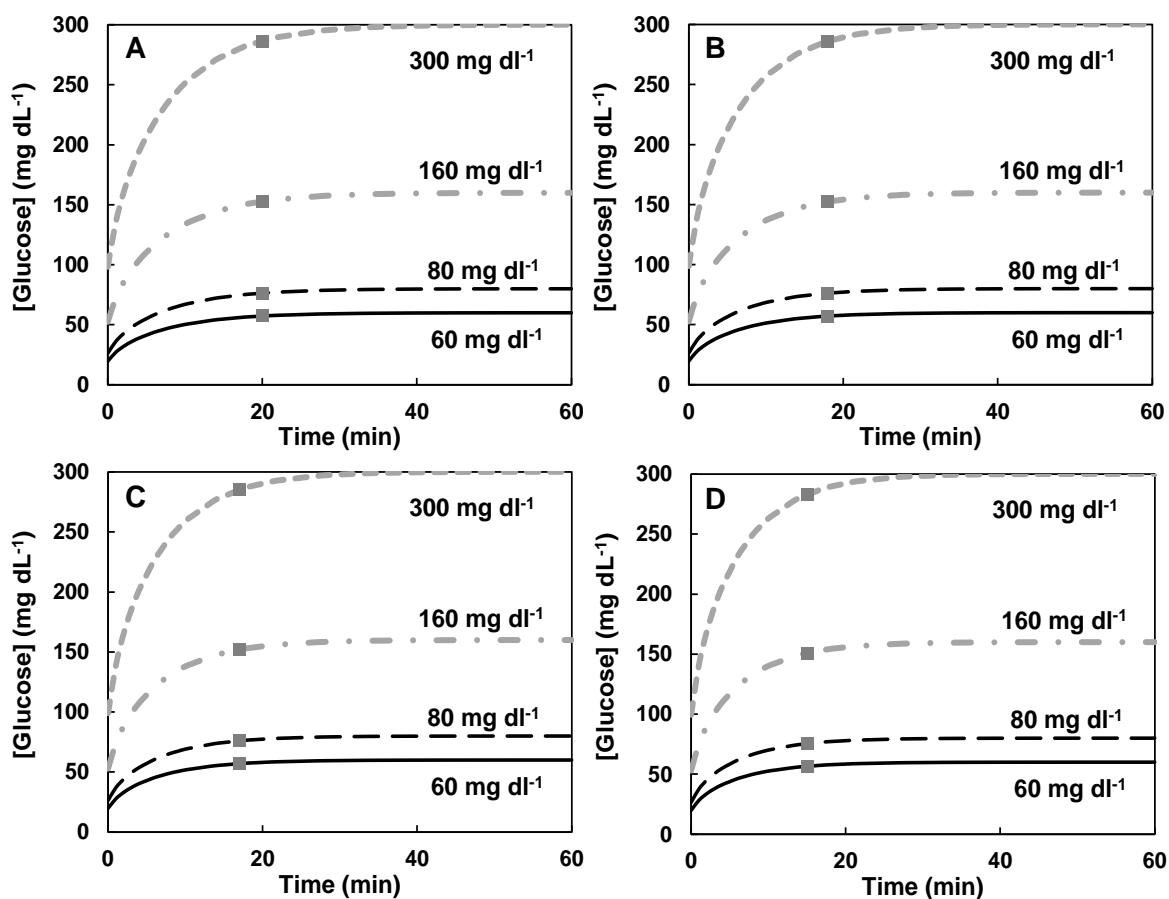 A
300
250
200
150
100
50
0
[Glucose] (mg dL⁻¹)
300 mg dl⁻¹
160 mg dl⁻¹
80 mg dl⁻¹
60 mg dl⁻¹
0 20 40 60
Time (min)
B
300
250
200
150
100
50
0
[Glucose] (mg dL⁻¹)
300 mg dl⁻¹
160 mg dl⁻¹
80 mg dl⁻¹
60 mg dl⁻¹
0 20 40 60
Time (min)
C
300
250
200
150
100
50
0
[Glucose] (mg dL⁻¹)
300 mg dl⁻¹
160 mg dl⁻¹
80 mg dl⁻¹
60 mg dl⁻¹
0 20 40 60
Time (min)
D
300
250
200
150
100
50
0
[Glucose] (mg dL⁻¹)
300 mg dl⁻¹
160 mg dl⁻¹
80 mg dl⁻¹
60 mg dl⁻¹
0 20 40 60
Time (min)